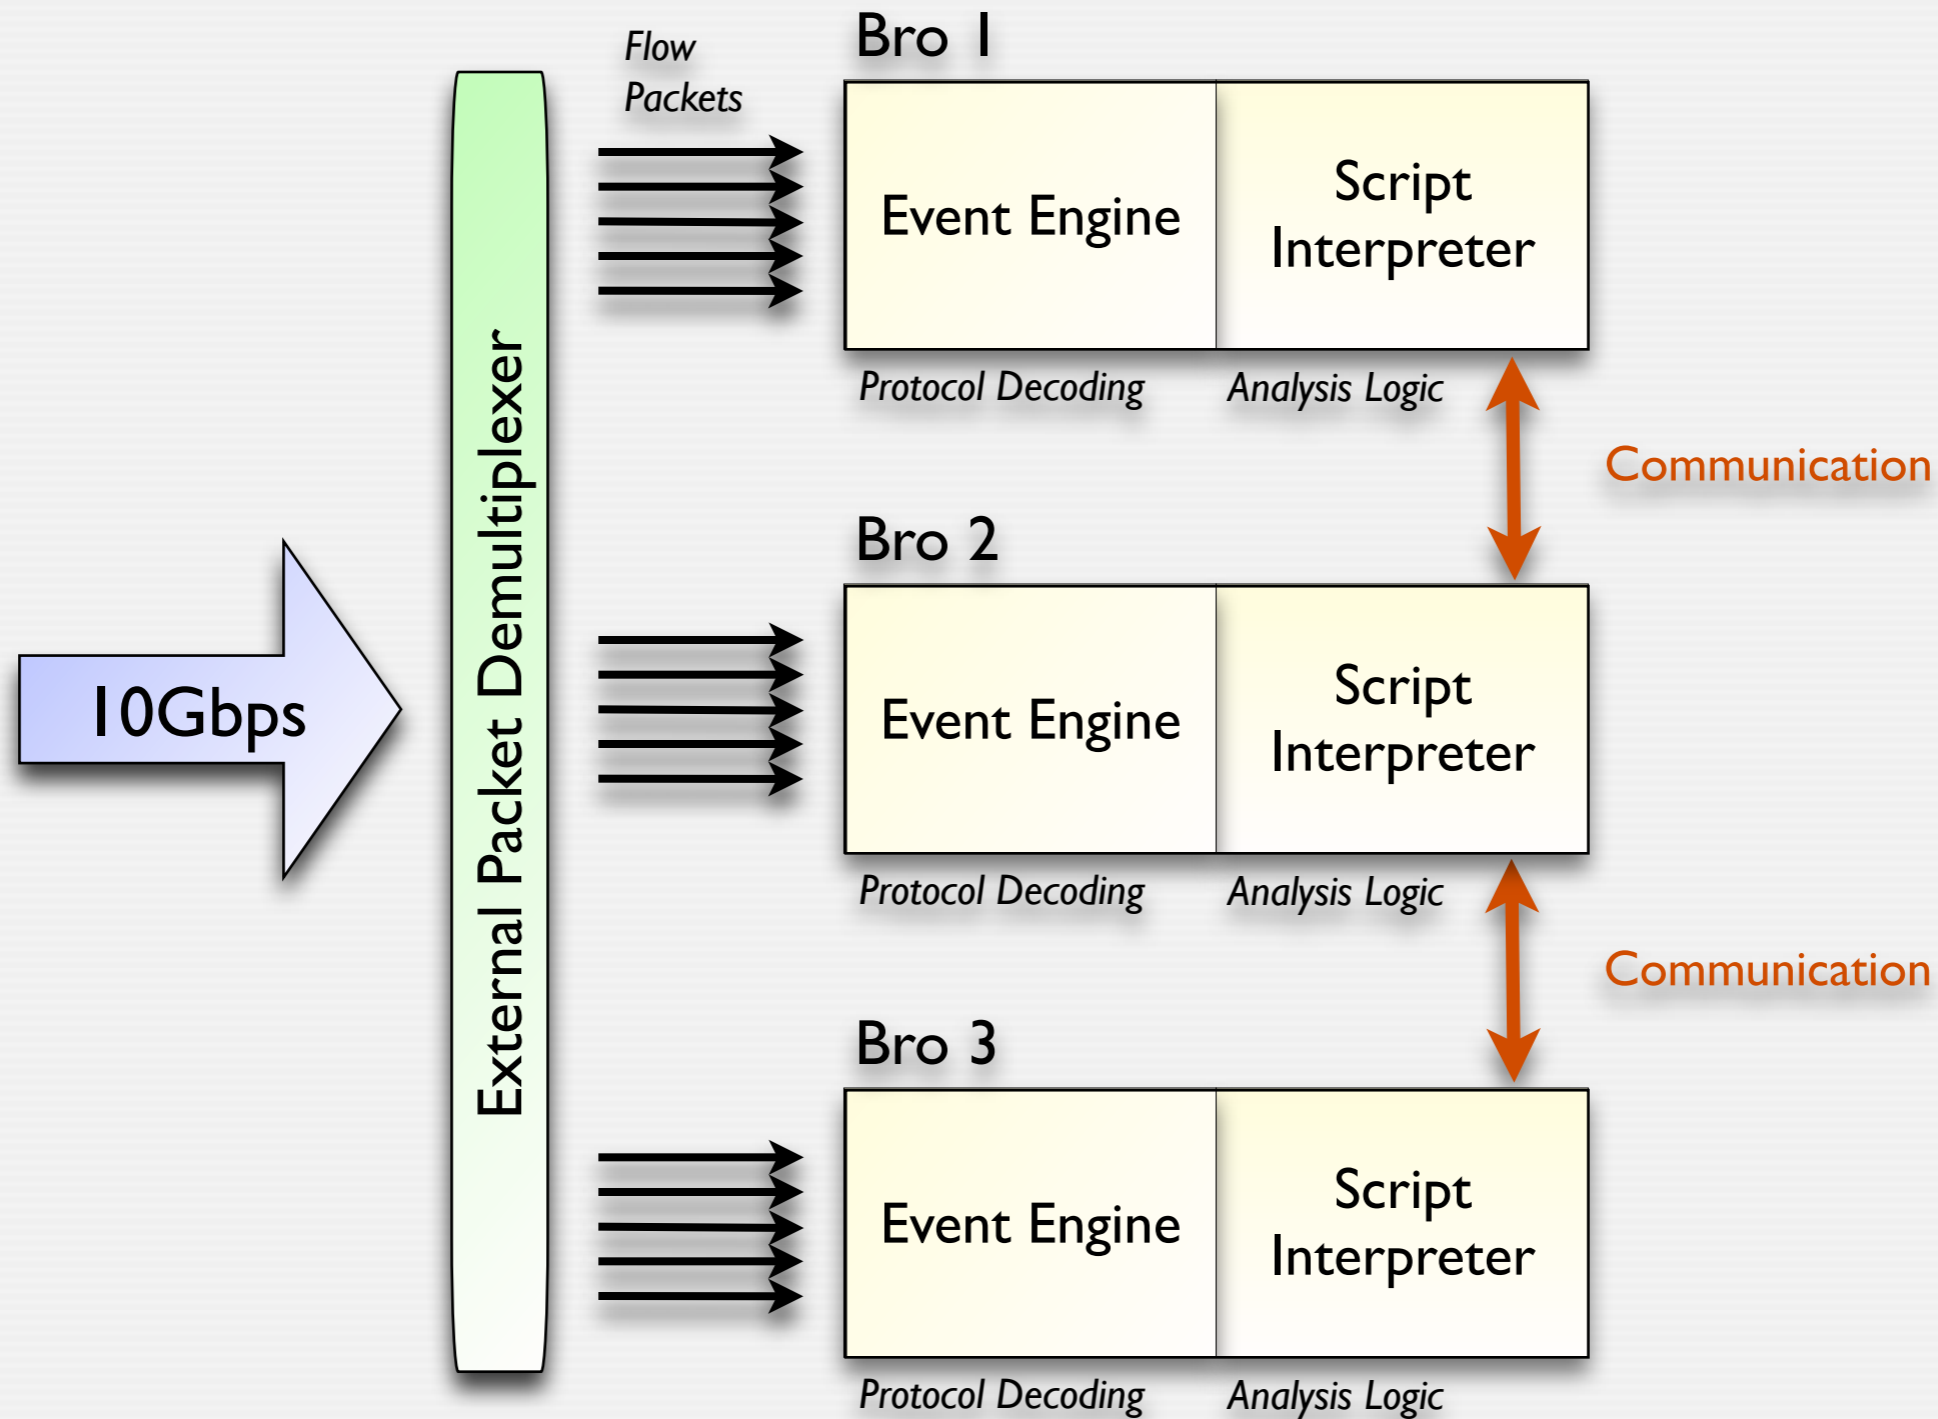 Flow
Packets
Bro 1
Event Engine
Script
Interpreter
Protocol Decoding
Analysis Logic
Communication
10Gbps
External Packet Demultiplexer
Bro 2
Event Engine
Script
Interpreter
Protocol Decoding
Analysis Logic
Communication
Bro 3
Event Engine
Script
Interpreter
Protocol Decoding
Analysis Logic